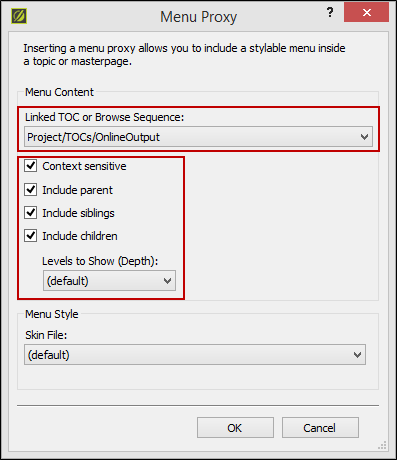 Menu Proxy
?
Inserting a menu proxy allows you to include a stylable menu inside
a topic or masterpage.
Menu Content
Linked TOC or Browse Sequence:
Project/TOCs/OnlineOutput
Context sensitive
Include parent
Include siblings
Include children
Levels to Show (Depth):
(default)
Menu Style
Skin File:
(default)
OK Cancel